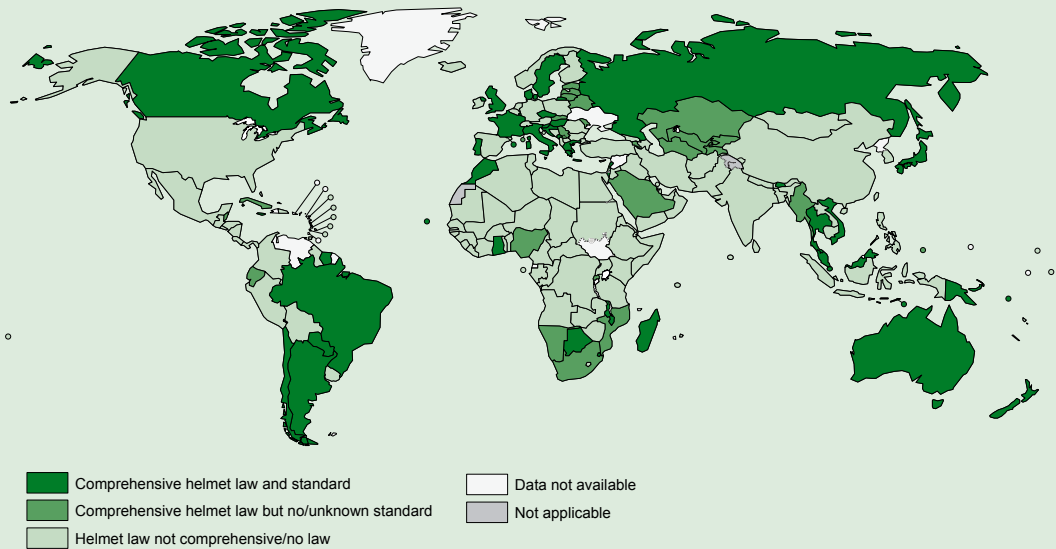 Comprehensive helmet law and standard
Comprehensive helmet law but no/unknown standard
Helmet law not comprehensive/no law
Data not available
Not applicable